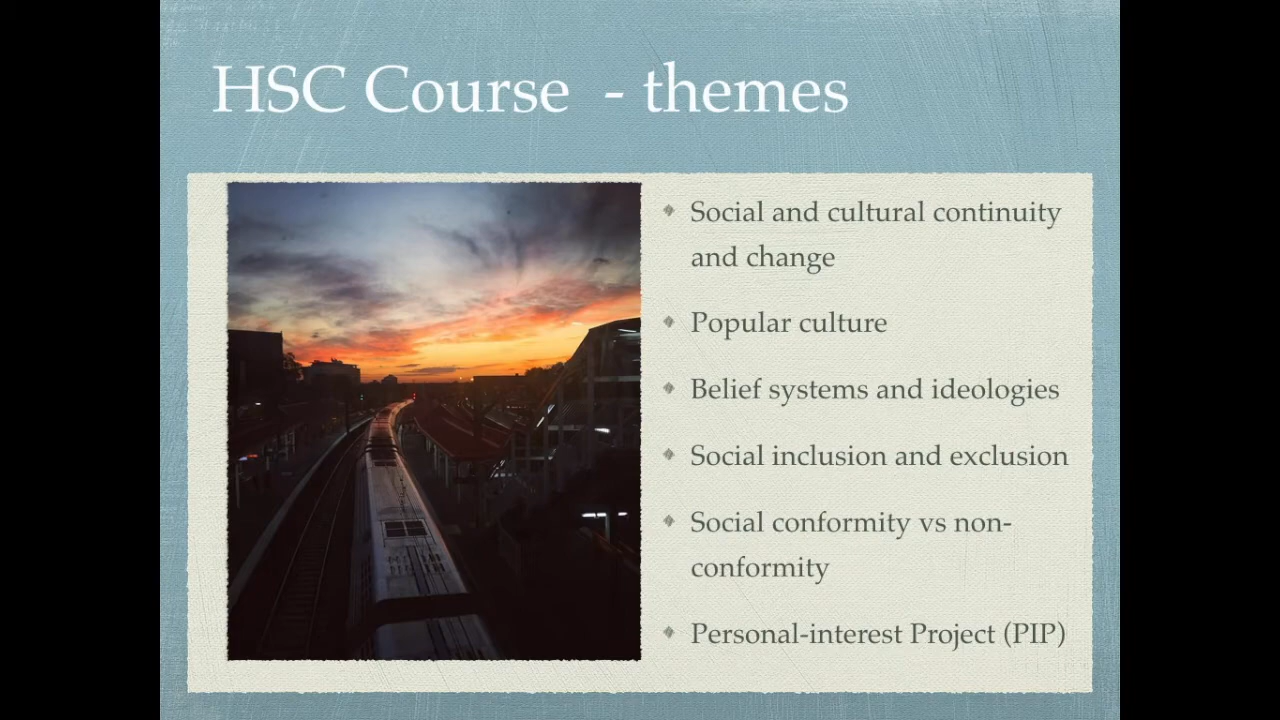 HSC Course - themes
Social and cultural continuity
and change
Popular culture
Belief systems and ideologies
Social inclusion and exclusion
Social conformity vs non-
conformity
Personal-interest Project (PIP)